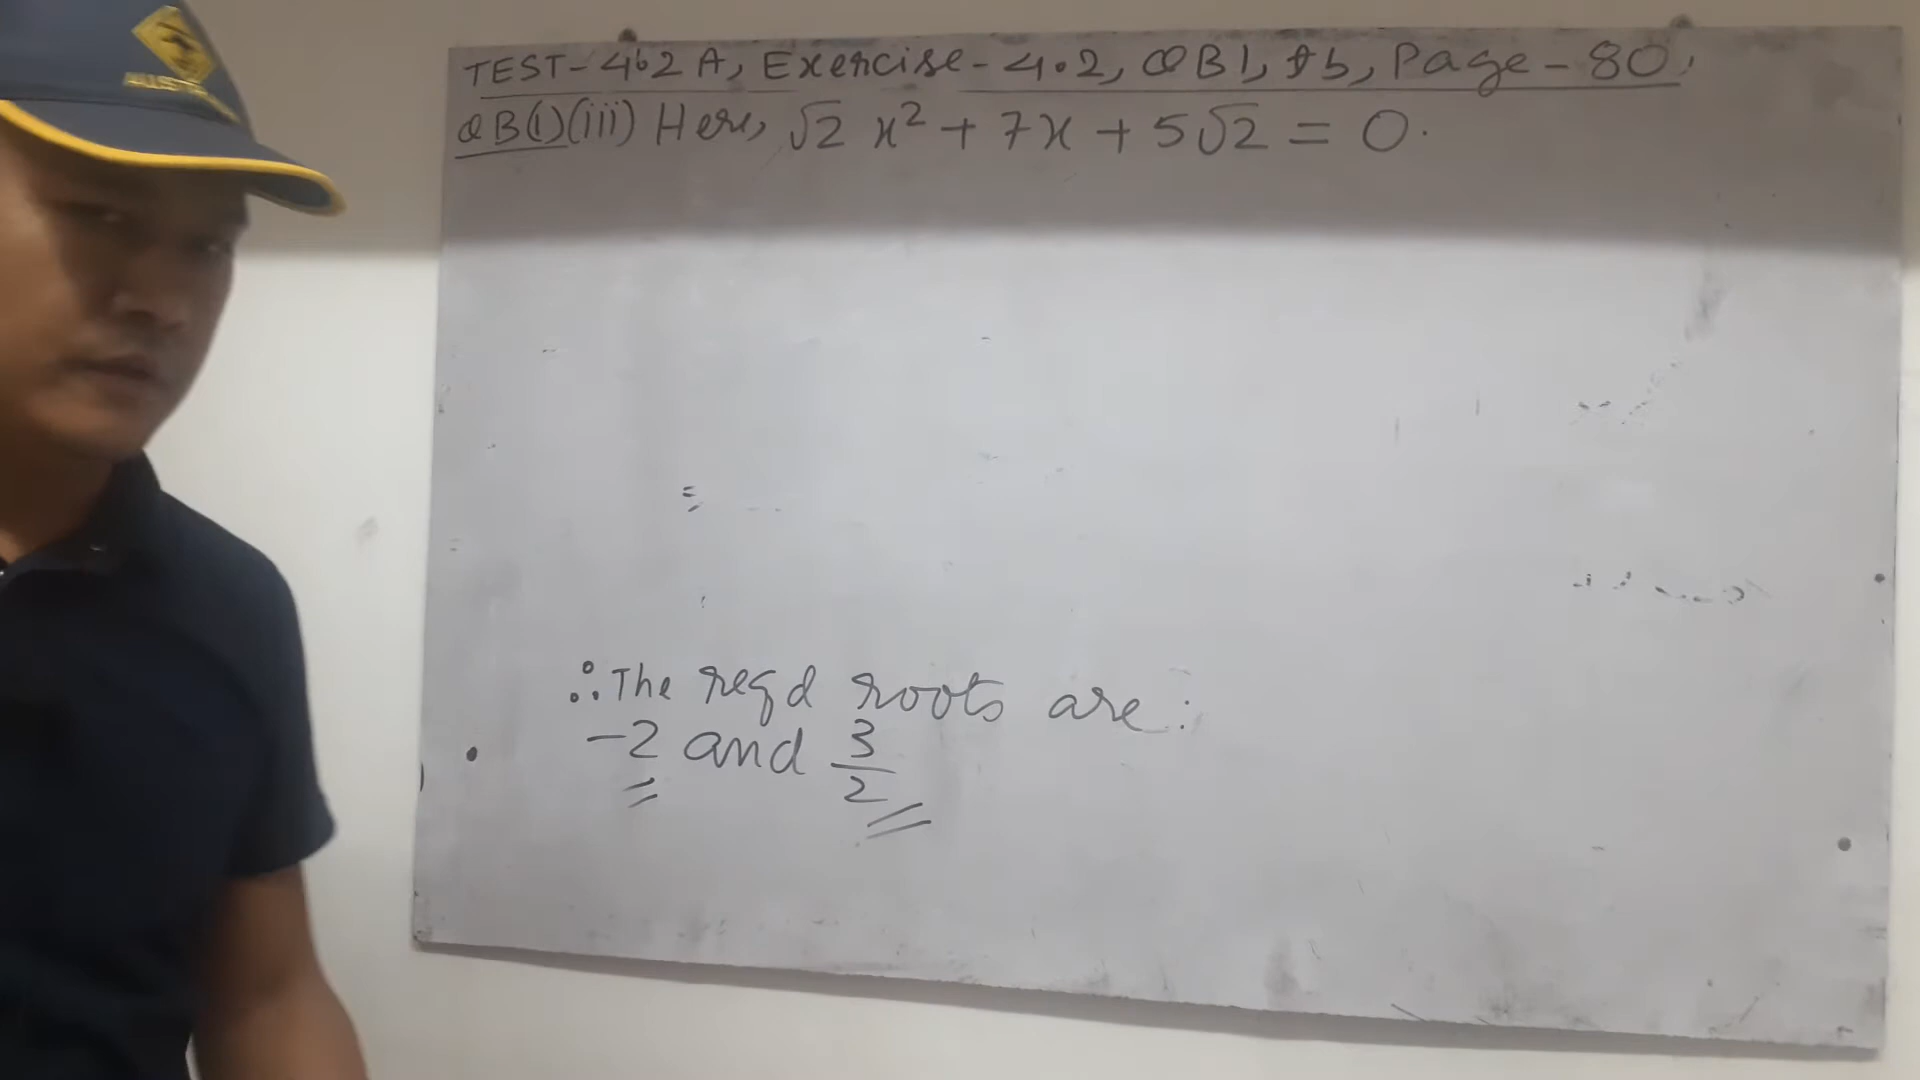 TEST-4.2 A, Exercise-4.2, QB1, Page-80,
QB(1)(iii) Here, √2 x² + 7x + 5√2 = 0.
∴ The reqd roots are:
-2 and 3/2